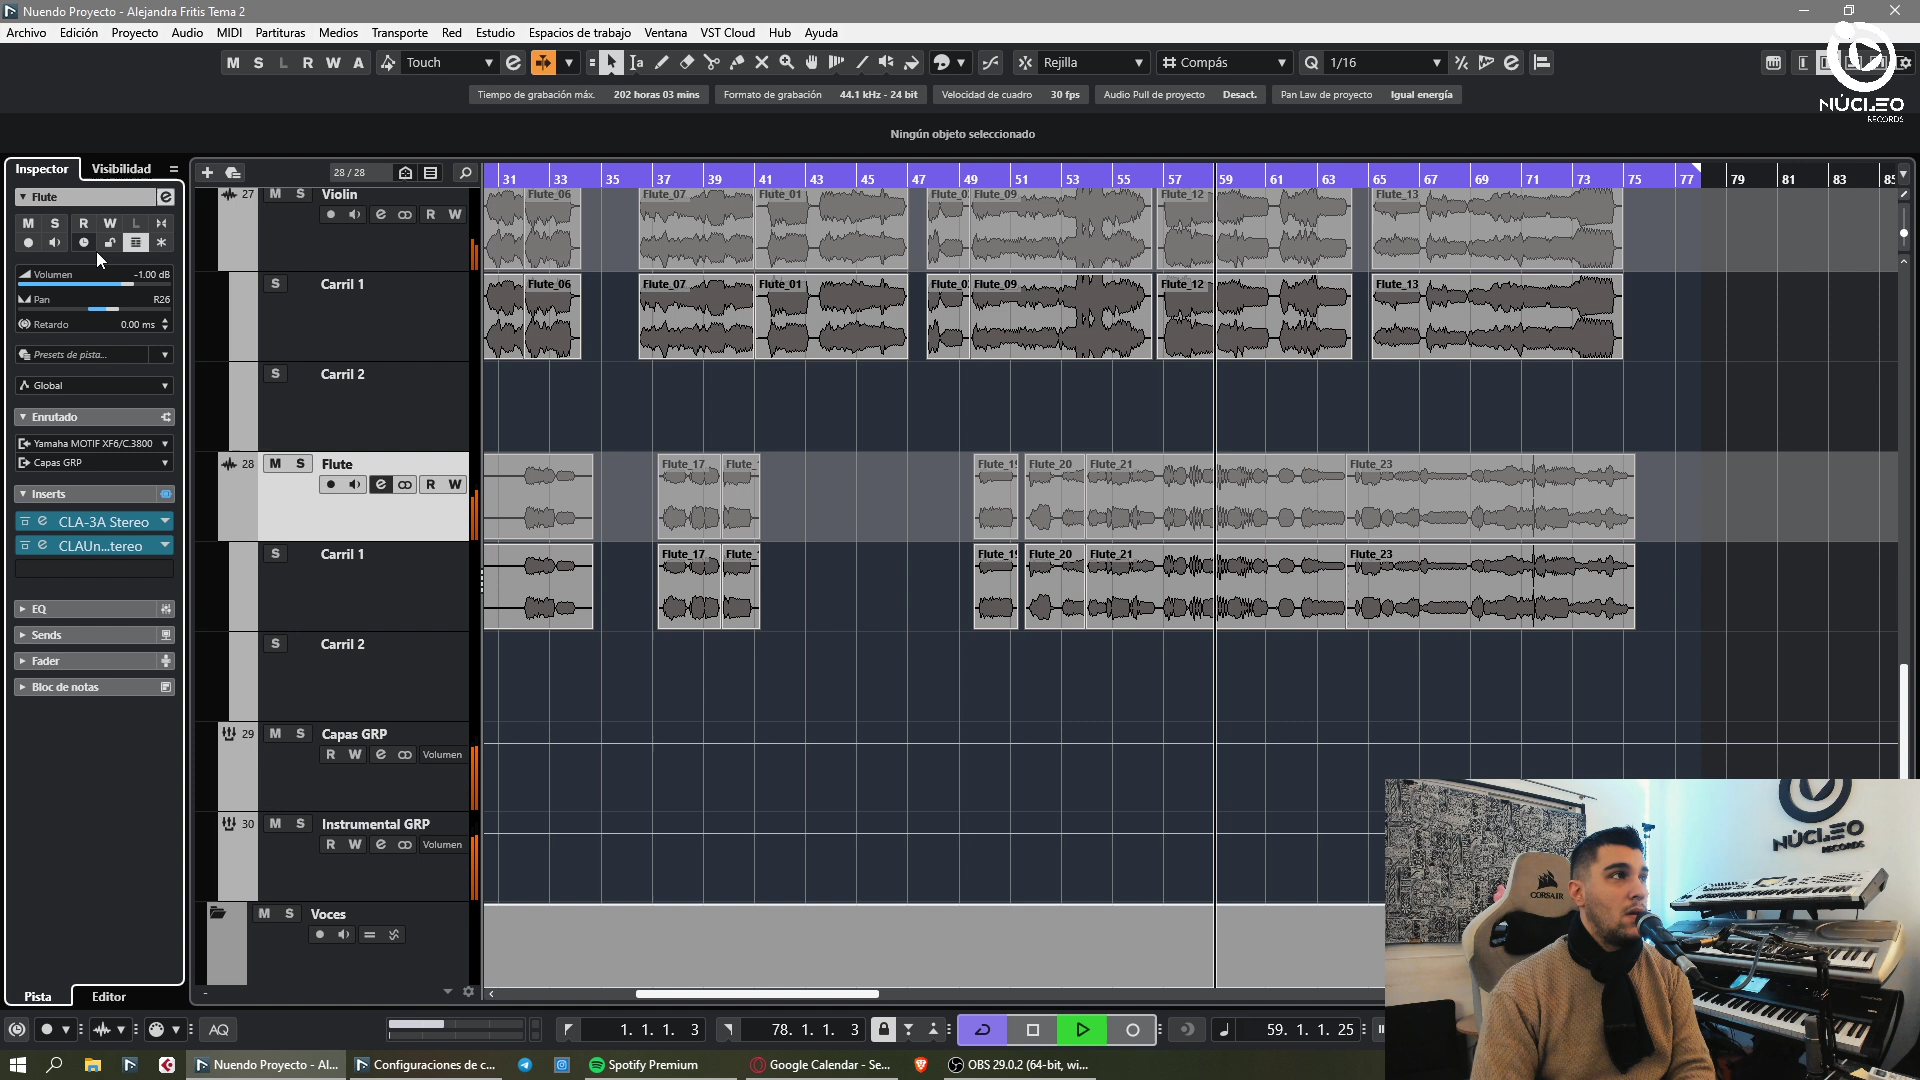 Nuendo Proyecto - Alejandra Fritis Tema 2
Archivo Edición Proyecto Audio MIDI Partituras Medios Transporte Red Estudio Espacios de trabajo Ventana VST Cloud Hub Ayuda
M S L R W A Touch Rejilla Compás Q 1/16
NÚCLEO
RECORDS
Tiempo de grabación máx. 202 horas 03 mins Formato de grabación 44.1 kHz - 24 bit Velocidad de cuadro 30 fps Audio Pull de proyecto Desact. Pan Law de proyecto Igual energía
Ningún objeto seleccionado
Inspector Visibilidad
Flute
M S R W L
Volumen -1.00 dB
Pan R26
Retardo 0.00 ms
Presets de pista...
Global
Enrutado
Yamaha MOTIF XF6/C.3800
Capas GRP
Inserts
CLA-3A Stereo
CLAUn...tereo
EQ
Sends
Fader
Bloc de notas
Pista Editor
28 / 28
31 33 35 37 39 41 43 45 47 49 51 53 55 57 59 61 63 65 67 69 71 73 75 77 79 81 83
27 M S Violin
R W
Flute_06 Flute_07 Flute_01 Flute_0 Flute_09 Flute_12 Flute_13
S Carril 1
Flute_06 Flute_07 Flute_01 Flute_0 Flute_09 Flute_12 Flute_13
S Carril 2
28 M S Flute
R W
Flute_17 Flute_ Flute_1 Flute_20 Flute_21 Flute_23
S Carril 1
Flute_17 Flute_ Flute_1 Flute_20 Flute_21 Flute_23
S Carril 2
29 M S Capas GRP
R W Volumen
30 M S Instrumental GRP
R W Volumen
M S Voces
NÚCLEO
RECORDS
CORSAIR
AQ 1. 1. 1. 3 78. 1. 1. 3 59. 1. 1. 25
Nuendo Proyecto - Al... Configuraciones de c... Spotify Premium Google Calendar - Se... OBS 29.0.2 (64-bit, wi...